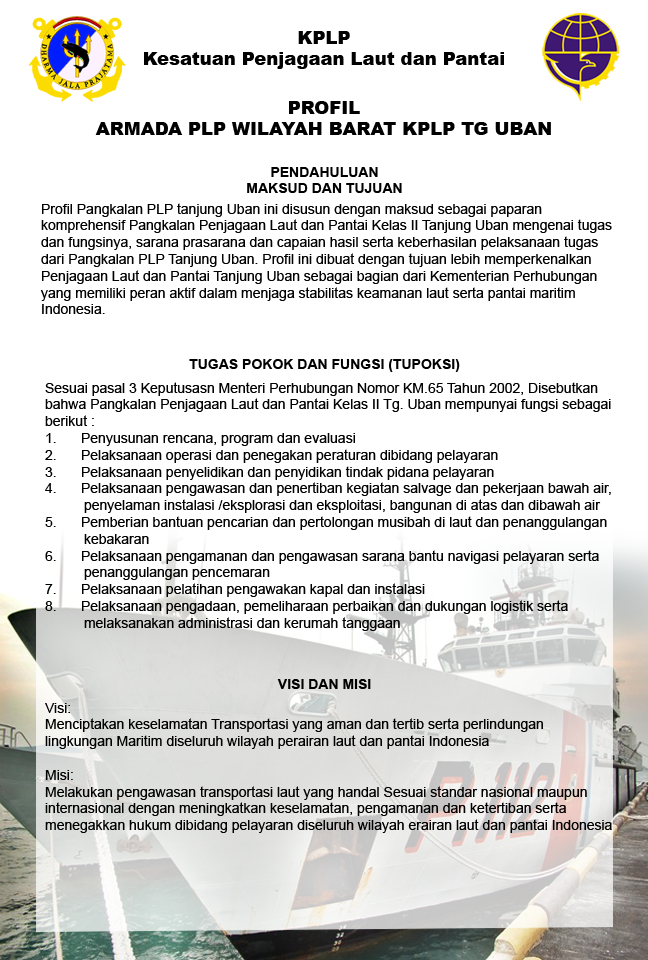 KPLP
Kesatuan Penjagaan Laut dan Pantai
DHARMA JALA PRAJATAMA
PROFIL
ARMADA PLP WILAYAH BARAT KPLP TG UBAN
PENDAHULUAN
MAKSUD DAN TUJUAN
Profil Pangkalan PLP tanjung Uban ini disusun dengan maksud sebagai paparan
komprehensif Pangkalan Penjagaan Laut dan Pantai Kelas II Tanjung Uban mengenai tugas
dan fungsinya, sarana prasarana dan capaian hasil serta keberhasilan pelaksanaan tugas
dari Pangkalan PLP Tanjung Uban. Profil ini dibuat dengan tujuan lebih memperkenalkan
Penjagaan Laut dan Pantai Tanjung Uban sebagai bagian dari Kementerian Perhubungan
yang memiliki peran aktif dalam menjaga stabilitas keamanan laut serta pantai maritim
Indonesia.
TUGAS POKOK DAN FUNGSI (TUPOKSI)
Sesuai pasal 3 Keputusasn Menteri Perhubungan Nomor KM.65 Tahun 2002, Disebutkan
bahwa Pangkalan Penjagaan Laut dan Pantai Kelas II Tg. Uban mempunyai fungsi sebagai
berikut :
1. Penyusunan rencana, program dan evaluasi
2. Pelaksanaan operasi dan penegakan peraturan dibidang pelayaran
3. Pelaksanaan penyelidikan dan penyidikan tindak pidana pelayaran
4. Pelaksanaan pengawasan dan penertiban kegiatan salvage dan pekerjaan bawah air,
penyelaman instalasi /eksplorasi dan eksploitasi, bangunan di atas dan dibawah air
5. Pemberian bantuan pencarian dan pertolongan musibah di laut dan penanggulangan
kebakaran
6. Pelaksanaan pengamanan dan pengawasan sarana bantu navigasi pelayaran serta
penanggulangan pencemaran
7. Pelaksanaan pelatihan pengawakan kapal dan instalasi
8. Pelaksanaan pengadaan, pemeliharaan perbaikan dan dukungan logistik serta
melaksanakan administrasi dan kerumah tanggaan
VISI DAN MISI
Visi:
Menciptakan keselamatan Transportasi yang aman dan tertib serta perlindungan
lingkungan Maritim diseluruh wilayah perairan laut dan pantai Indonesia
Misi:
Melakukan pengawasan transportasi laut yang handal Sesuai standar nasional maupun
internasional dengan meningkatkan keselamatan, pengamanan dan ketertiban serta
menegakkan hukum dibidang pelayaran diseluruh wilayah erairan laut dan pantai Indonesia
P 112